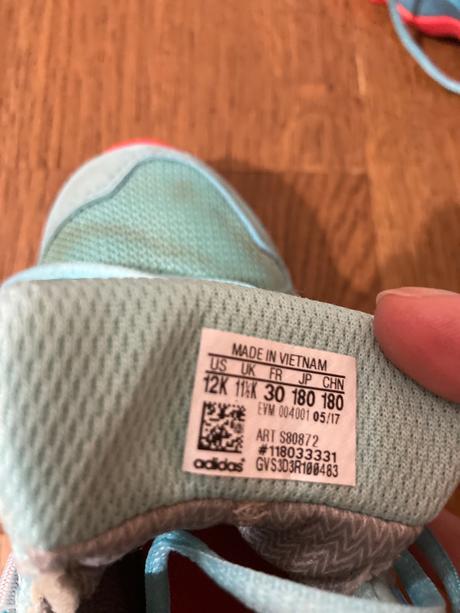 MADE IN VIETNAM
US UK FR JP CHN
12K 11½K 30 180 180
EVM 004001 05/17
ART S80872
#118033331
adidas GVS3D3R100483